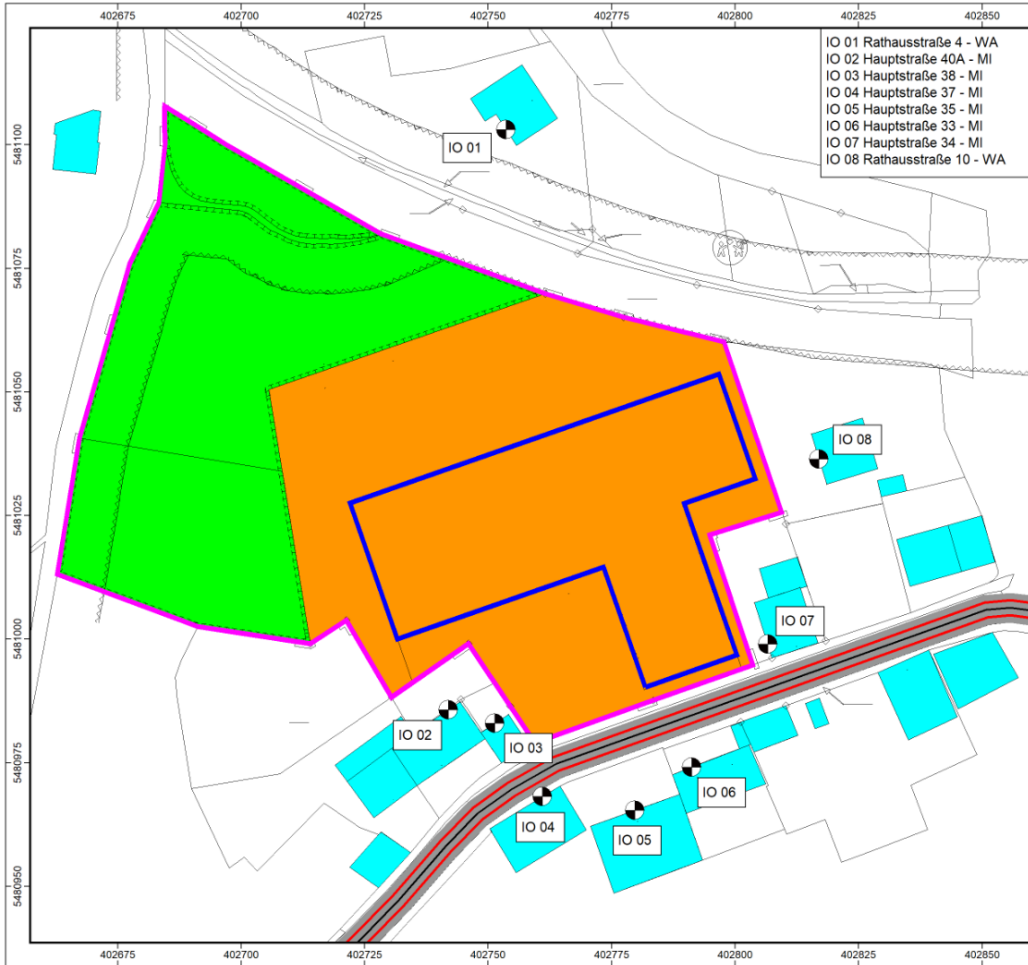 402675 402700 402725 402750 402775 402800 402825 402850
IO 01 Rathausstraße 4 - WA
IO 02 Hauptstraße 40A - MI
IO 03 Hauptstraße 38 - MI
IO 04 Hauptstraße 37 - MI
IO 05 Hauptstraße 35 - MI
IO 06 Hauptstraße 33 - MI
IO 07 Hauptstraße 34 - MI
IO 08 Rathausstraße 10 - WA
5481100
IO 01
5481075
5481050
IO 08
5481025
5481000
IO 07
IO 02
IO 03
5480975
IO 06
IO 04
IO 05
5480950
402675 402700 402725 402750 402775 402800 402825 402850